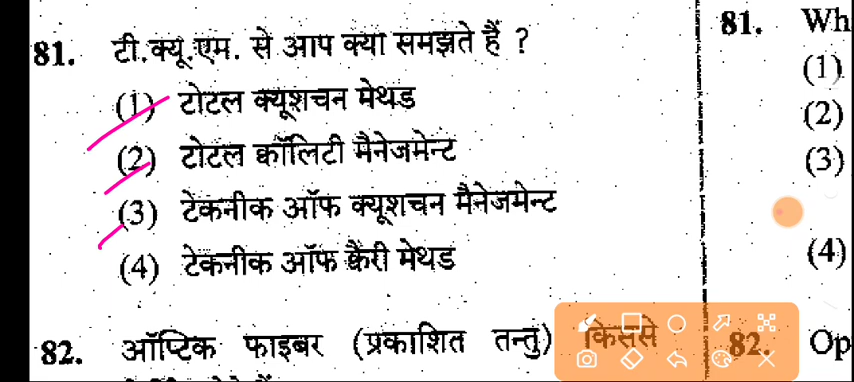 81. टी.क्यू.एम. से आप क्या समझते हैं ?
(1) टोटल क्यूशचन मेथड
(2) टोटल क्वॉलिटी मैनेजमेन्ट
(3) टेकनीक ऑफ क्यूशचन मैनेजमेन्ट
(4) टेकनीक ऑफ क्वैरी मेथड
82. ऑप्टिक फाइबर (प्रकाशित तन्तु) किससे
81. Wh
(1)
(2)
(3)
(4)
82. Op